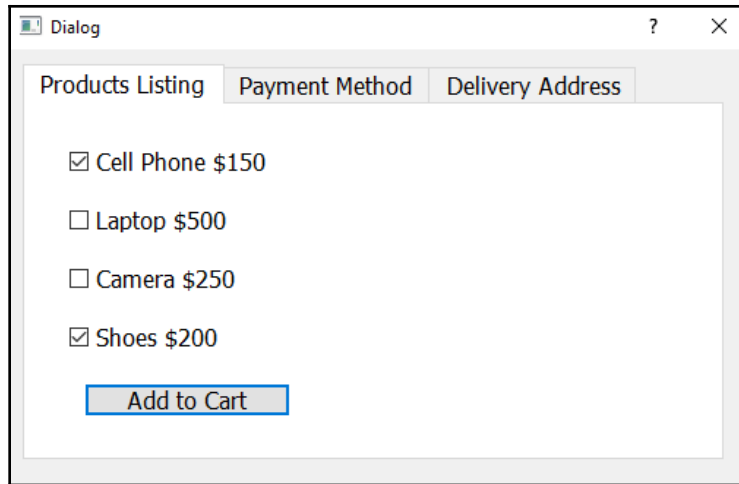 Dialog ?
Products Listing Payment Method Delivery Address
Cell Phone $150
Laptop $500
Camera $250
Shoes $200
Add to Cart